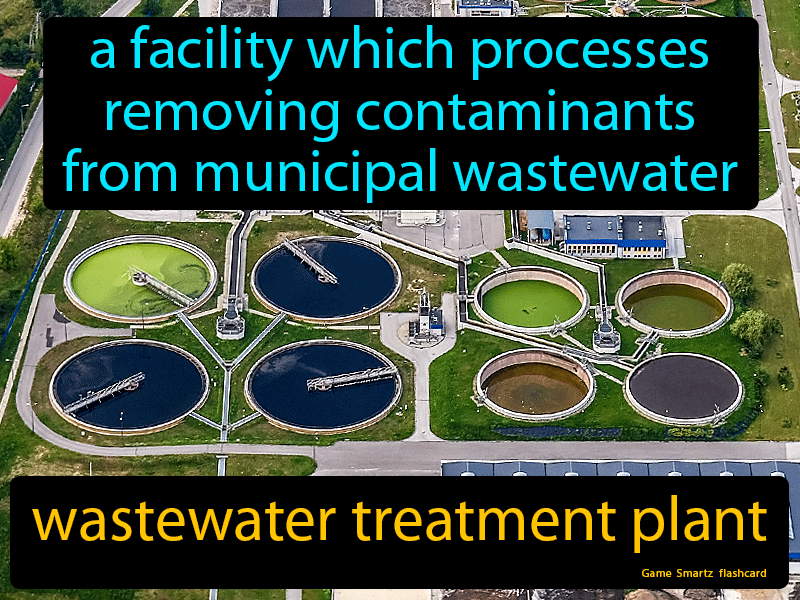 a facility which processes
removing contaminants
from municipal wastewater
wastewater treatment plant
Game Smartz flashcard